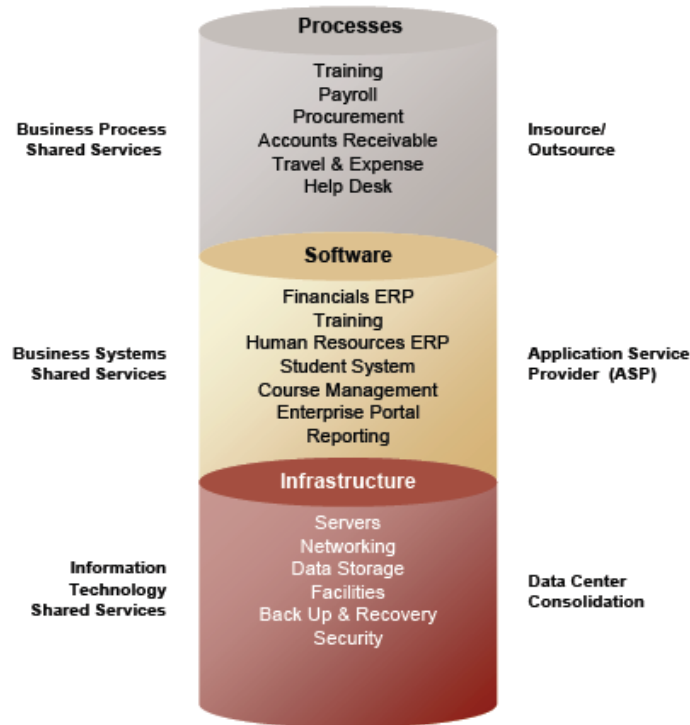 Processes
Training
Payroll
Procurement
Accounts Receivable
Travel & Expense
Help Desk
Business Process
Shared Services
Insource/
Outsource
Software
Financials ERP
Training
Human Resources ERP
Student System
Course Management
Enterprise Portal
Reporting
Business Systems
Shared Services
Application Service
Provider (ASP)
Infrastructure
Servers
Networking
Data Storage
Facilities
Back Up & Recovery
Security
Information
Technology
Shared Services
Data Center
Consolidation